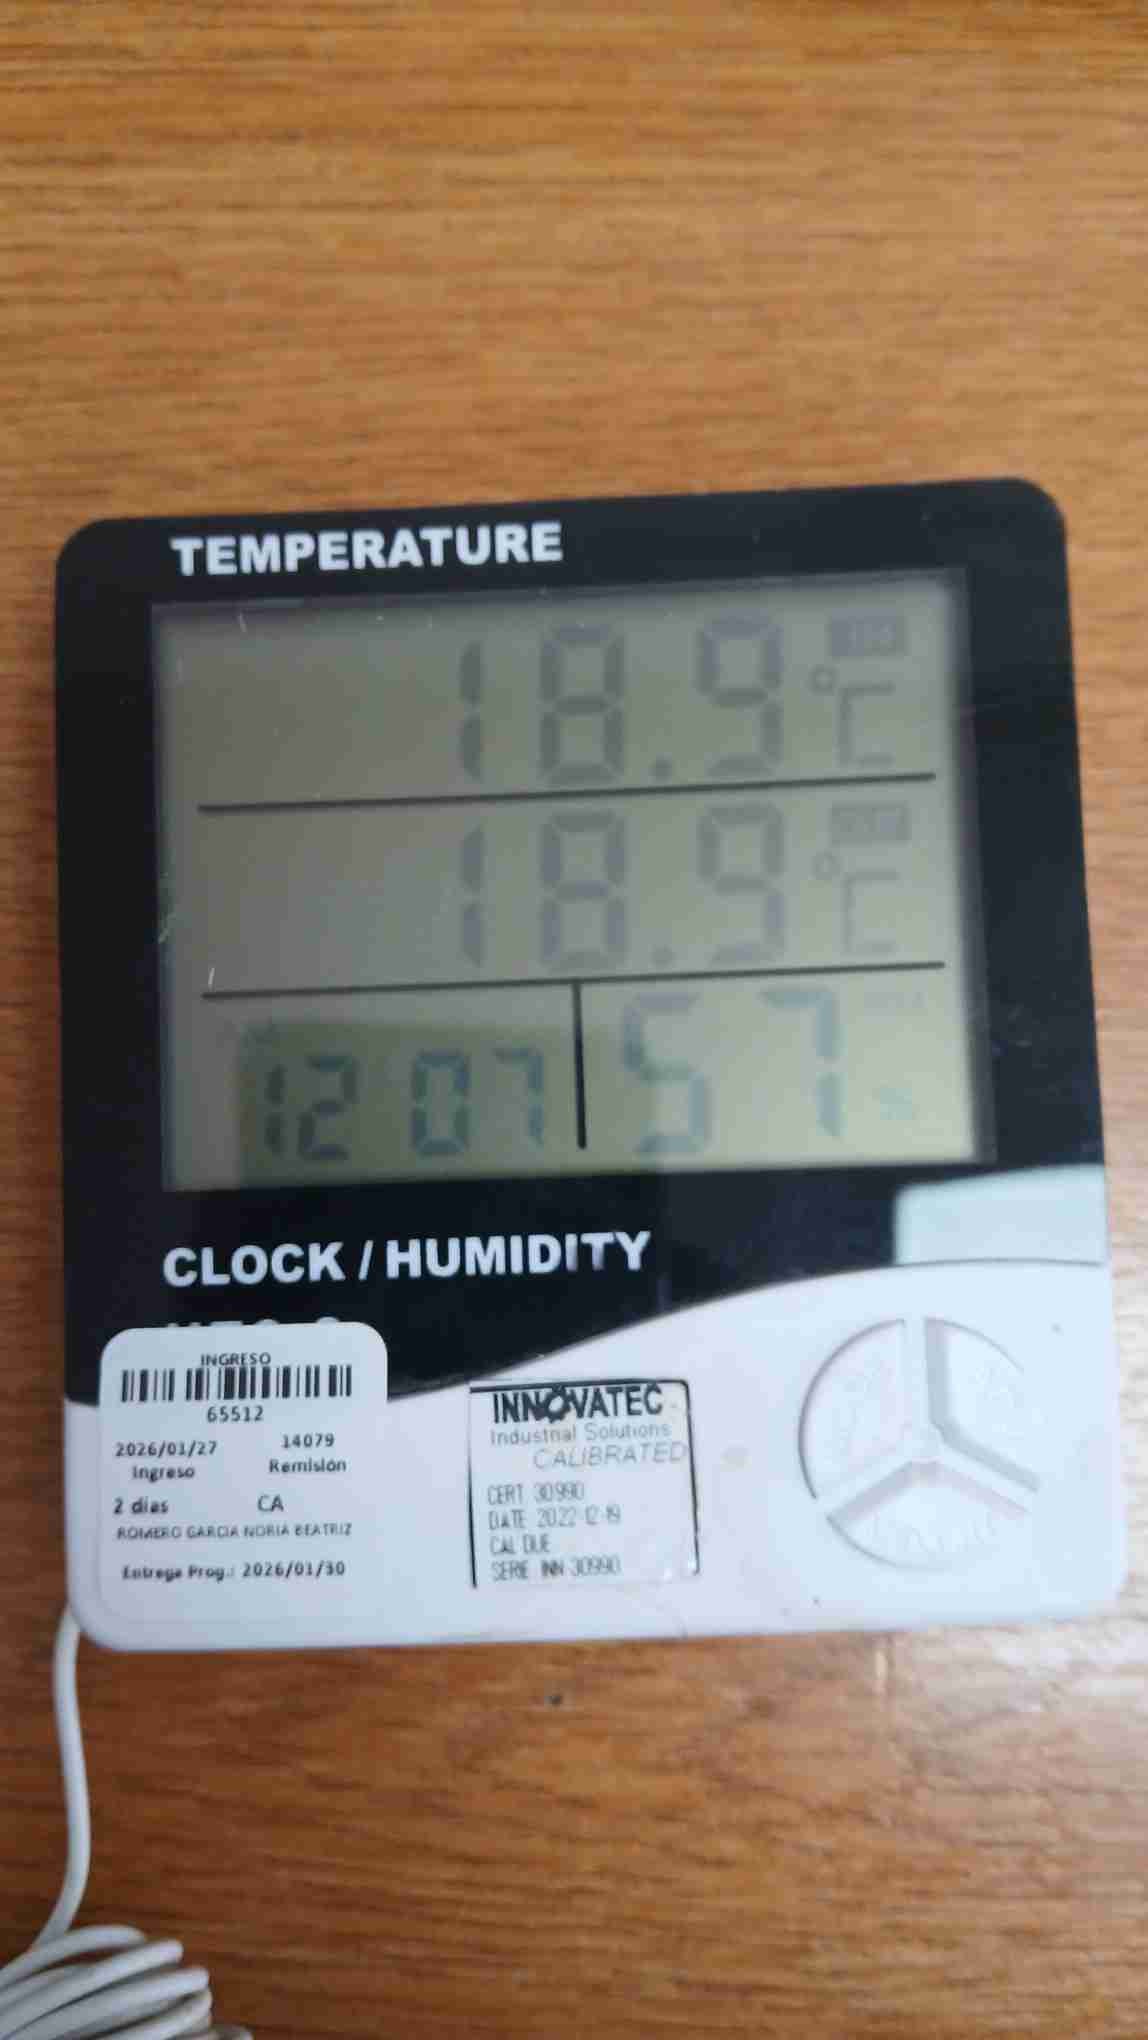 TEMPERATURE
18.9 °C
18.9 °C
12 07 57 %
CLOCK / HUMIDITY
INGRESO
65512
2026/01/27 14079
Ingreso Remisión
2 dias CA
ROMERO GARCIA NORIA BEATRIZ
Entrega Prog.: 2026/01/30
INNOVATEC
Industrial Solutions
CALIBRATED
CERT 30990
DATE 2022-12-19
CAL DUE
SERIE INN-30990